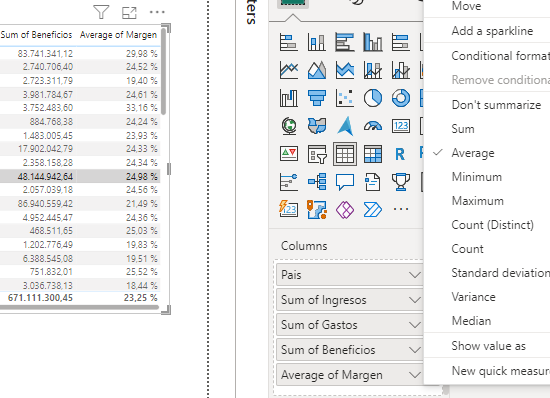 Sum of Beneficios Average of Margen
83.741.341,12 29,98 %
2.740.706,40 24,52 %
2.723.311,79 19,40 %
3.981.784,67 24,61 %
3.752.483,60 33,16 %
884.768,38 24,24 %
1.483.005,45 23,93 %
17.902.042,79 24,33 %
2.358.158,28 24,34 %
48.144.942,64 24,98 %
2.057.039,18 24,56 %
86.940.559,42 21,49 %
4.952.445,47 24,36 %
468.511,65 25,03 %
1.202.776,49 19,83 %
6.388.545,08 19,51 %
751.832,01 25,52 %
3.036.738,13 18,44 %
671.111.300,45 23,25 %
ters
123
R
123
Columns
Pais
Sum of Ingresos
Sum of Gastos
Sum of Beneficios
Average of Margen
Move
Add a sparkline
Conditional format
Remove conditiona
Don't summarize
Sum
Average
Minimum
Maximum
Count (Distinct)
Count
Standard deviation
Variance
Median
Show value as
New quick measur